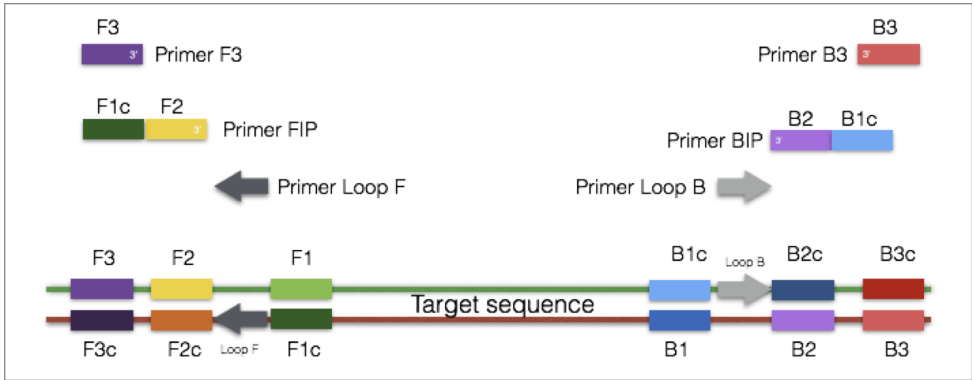 F3
B3
3' Primer F3
Primer B3 3'
F1c F2
B2 B1c
3' Primer FIP
Primer BIP 3'
Primer Loop F
Primer Loop B
F3 F2 F1 B1c Loop B B2c B3c
Target sequence
F3c F2c Loop F F1c B1 B2 B3